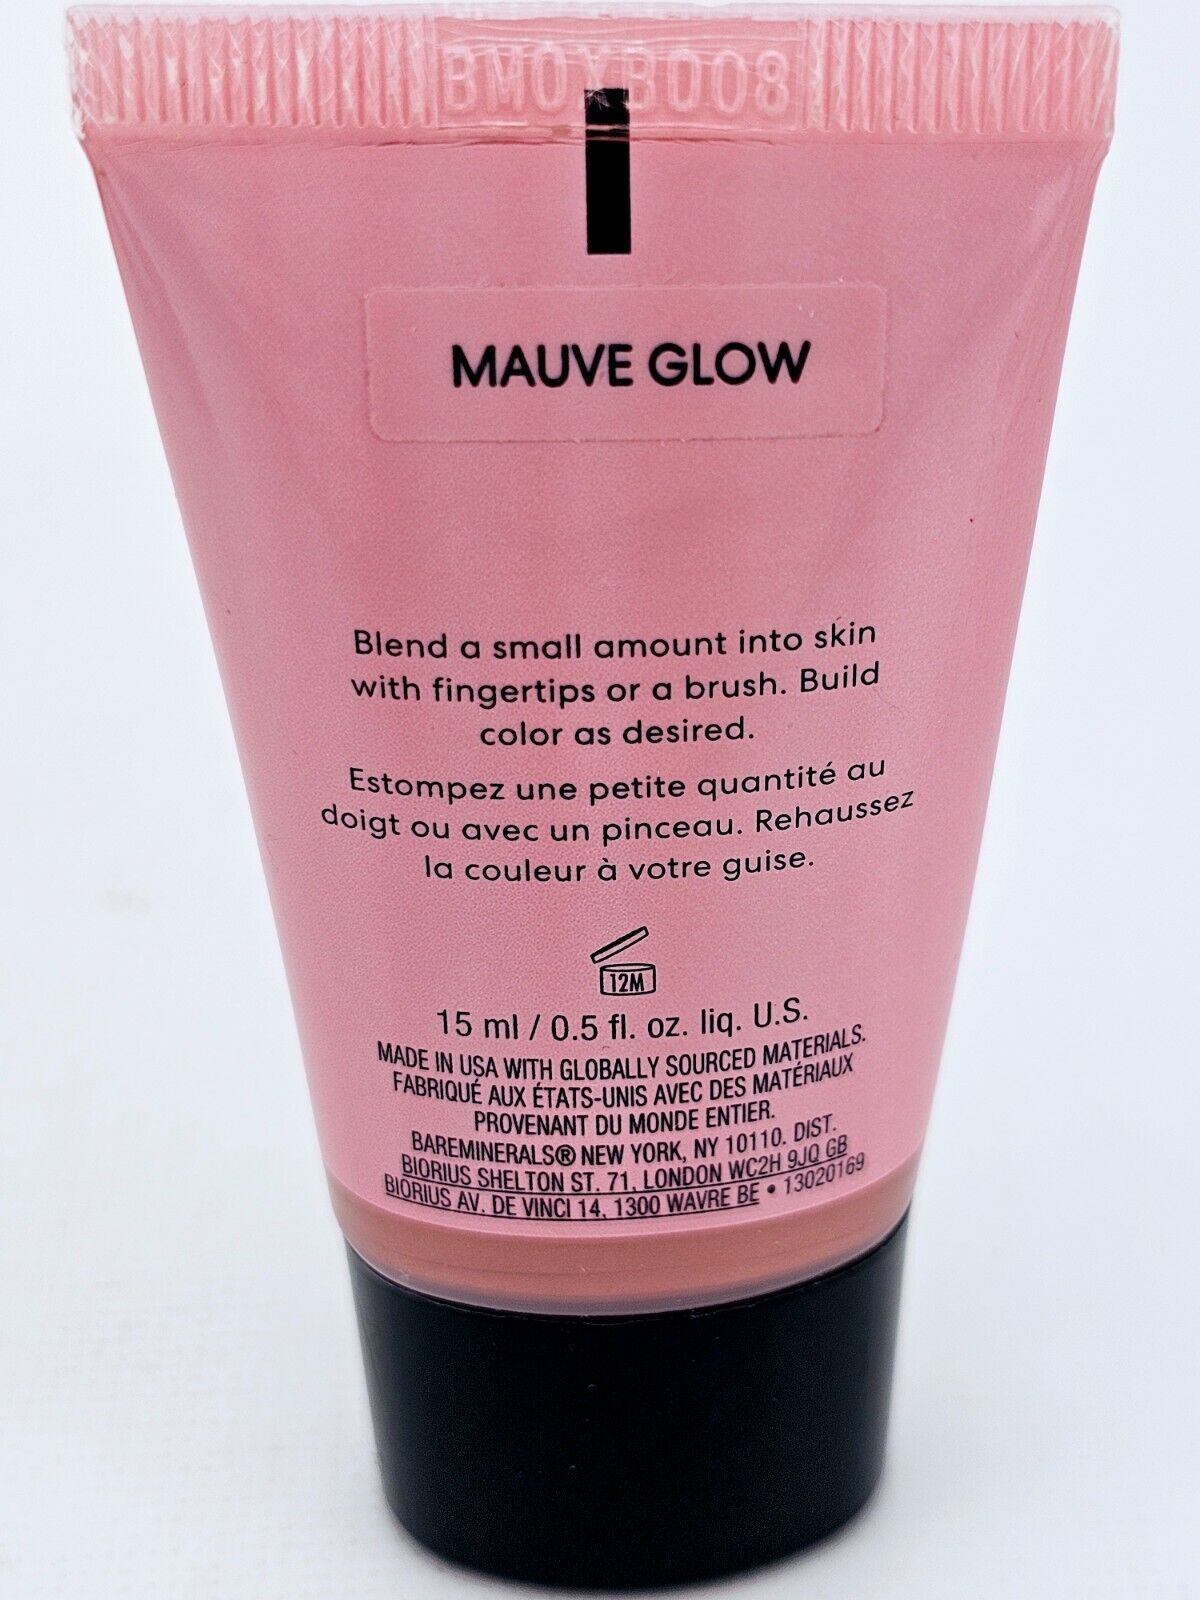 MAUVE GLOW
Blend a small amount into skin
with fingertips or a brush. Build
color as desired.
Estompez une petite quantité au
doigt ou avec un pinceau. Rehaussez
la couleur à votre guise.
12M
15 ml / 0.5 fl. oz. liq. U.S.
MADE IN USA WITH GLOBALLY SOURCED MATERIALS.
FABRIQUÉ AUX ÉTATS-UNIS AVEC DES MATÉRIAUX
PROVENANT DU MONDE ENTIER.
BAREMINERALS® NEW YORK, NY 10110. DIST.
BIORIUS SHELTON ST. 71, LONDON WC2H 9JQ GB
BIORIUS AV. DE VINCI 14, 1300 WAVRE BE • 13020169